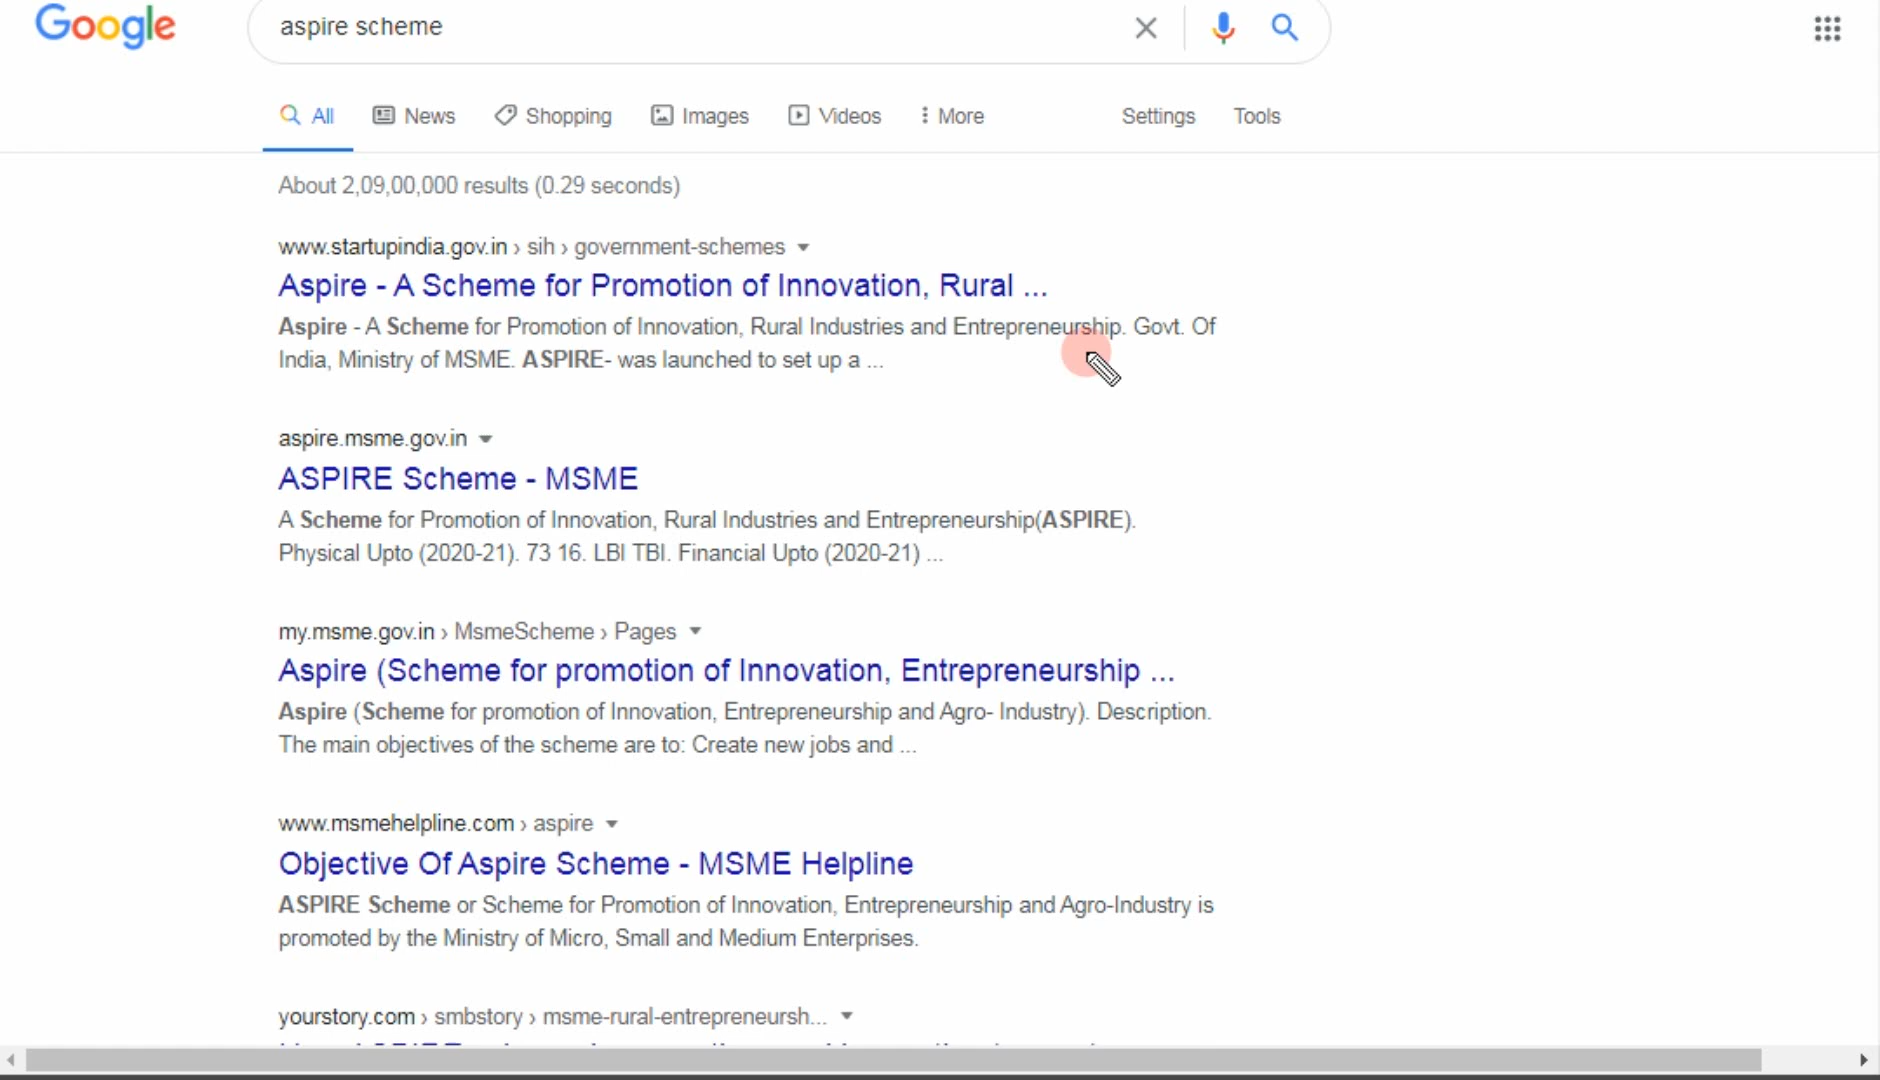 Google
aspire scheme
All News Shopping Images Videos More Settings Tools
About 2,09,00,000 results (0.29 seconds)
www.startupindia.gov.in › sih › government-schemes
Aspire - A Scheme for Promotion of Innovation, Rural ...
Aspire - A Scheme for Promotion of Innovation, Rural Industries and Entrepreneurship. Govt. Of
India, Ministry of MSME. ASPIRE- was launched to set up a ...
aspire.msme.gov.in
ASPIRE Scheme - MSME
A Scheme for Promotion of Innovation, Rural Industries and Entrepreneurship(ASPIRE).
Physical Upto (2020-21). 73 16. LBI TBI. Financial Upto (2020-21) ...
my.msme.gov.in › MsmeScheme › Pages
Aspire (Scheme for promotion of Innovation, Entrepreneurship ...
Aspire (Scheme for promotion of Innovation, Entrepreneurship and Agro- Industry). Description.
The main objectives of the scheme are to: Create new jobs and ...
www.msmehelpline.com › aspire
Objective Of Aspire Scheme - MSME Helpline
ASPIRE Scheme or Scheme for Promotion of Innovation, Entrepreneurship and Agro-Industry is
promoted by the Ministry of Micro, Small and Medium Enterprises.
yourstory.com › smbstory › msme-rural-entrepreneursh...